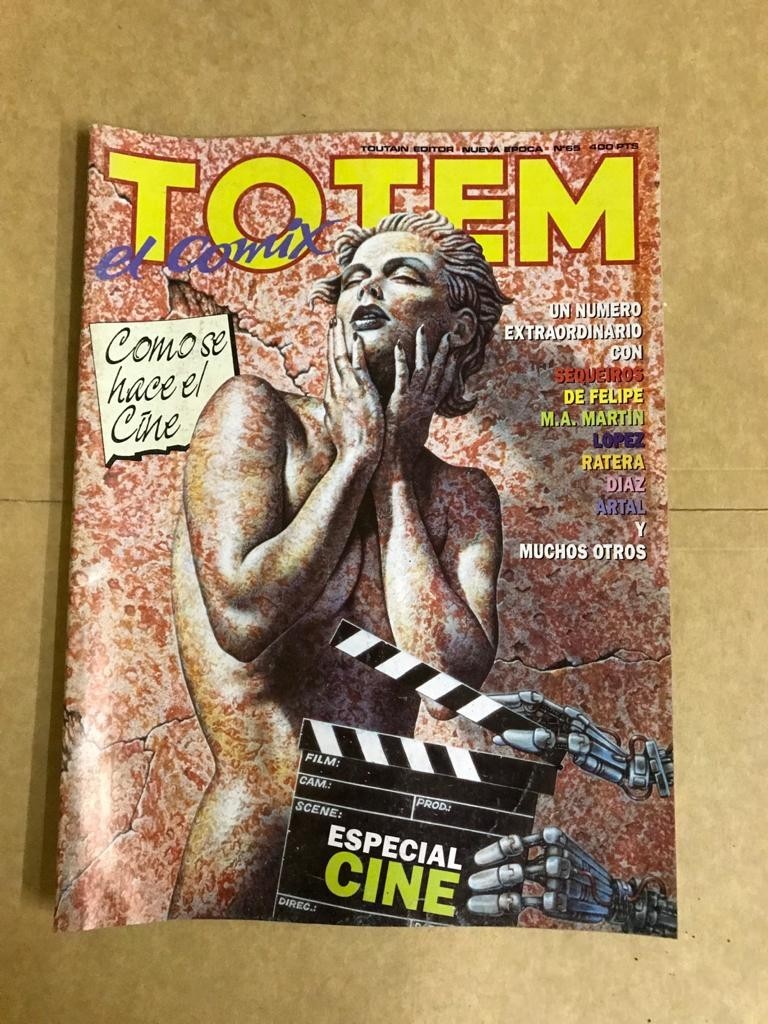 TOUTAIN EDITOR · NUEVA EPOCA · Nº65 400 PTS
TOTEM
el comix
Como se
hace el
Cine
UN NUMERO
EXTRAORDINARIO
CON
SEQUEIROS
DE FELIPE
M.A. MARTÍN
LOPEZ
RATERA
DIAZ
ARTAL
Y
MUCHOS OTROS
FILM:
CAM.:
SCENE:
PROD.:
ESPECIAL
CINE
DIREC.: